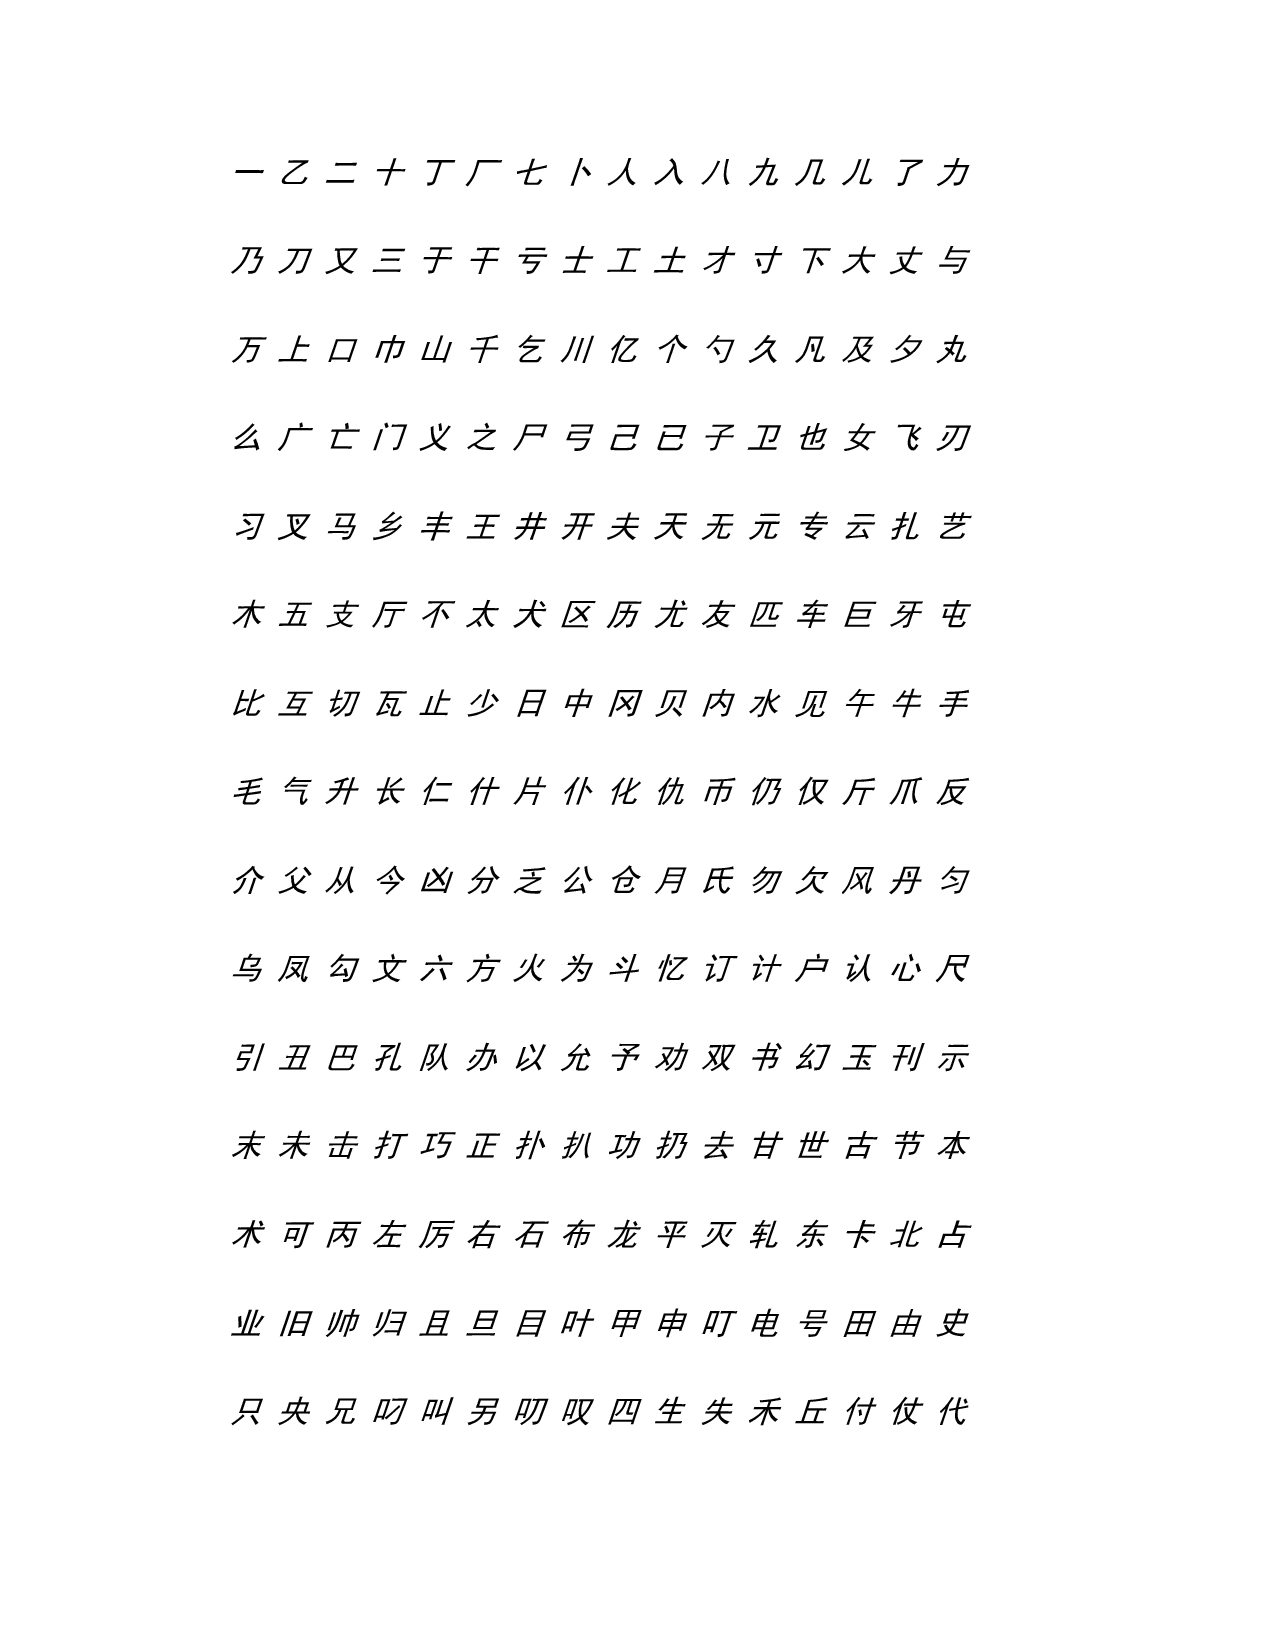 一 乙 二 十 丁 厂 七 卜 人 入 八 九 几 儿 了 力
乃 刀 又 三 于 干 亏 士 工 土 才 寸 下 大 丈 与
万 上 口 巾 山 千 乞 川 亿 个 勺 久 凡 及 夕 丸
么 广 亡 门 义 之 尸 弓 己 已 子 卫 也 女 飞 刃
习 叉 马 乡 丰 王 井 开 夫 天 无 元 专 云 扎 艺
木 五 支 厅 不 太 犬 区 历 尤 友 匹 车 巨 牙 屯
比 互 切 瓦 止 少 日 中 冈 贝 内 水 见 午 牛 手
毛 气 升 长 仁 什 片 仆 化 仇 币 仍 仅 斤 爪 反
介 父 从 今 凶 分 乏 公 仓 月 氏 勿 欠 风 丹 匀
乌 凤 勾 文 六 方 火 为 斗 忆 订 计 户 认 心 尺
引 丑 巴 孔 队 办 以 允 予 劝 双 书 幻 玉 刊 示
末 未 击 打 巧 正 扑 扒 功 扔 去 甘 世 古 节 本
术 可 丙 左 厉 右 石 布 龙 平 灭 轧 东 卡 北 占
业 旧 帅 归 且 旦 目 叶 甲 申 叮 电 号 田 由 史
只 央 兄 叼 叫 另 叨 叹 四 生 失 禾 丘 付 仗 代